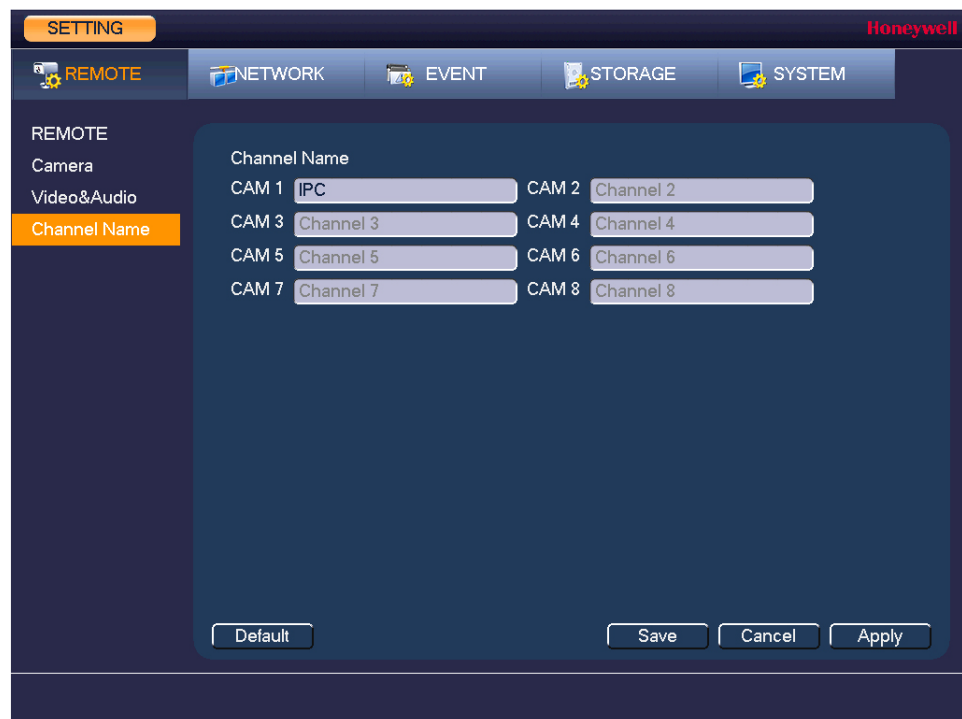 SETTING
Honeywell
REMOTE NETWORK EVENT STORAGE SYSTEM
REMOTE
Camera
Video&Audio
Channel Name
Channel Name
CAM 1 IPC CAM 2 Channel 2
CAM 3 Channel 3 CAM 4 Channel 4
CAM 5 Channel 5 CAM 6 Channel 6
CAM 7 Channel 7 CAM 8 Channel 8
Default Save Cancel Apply